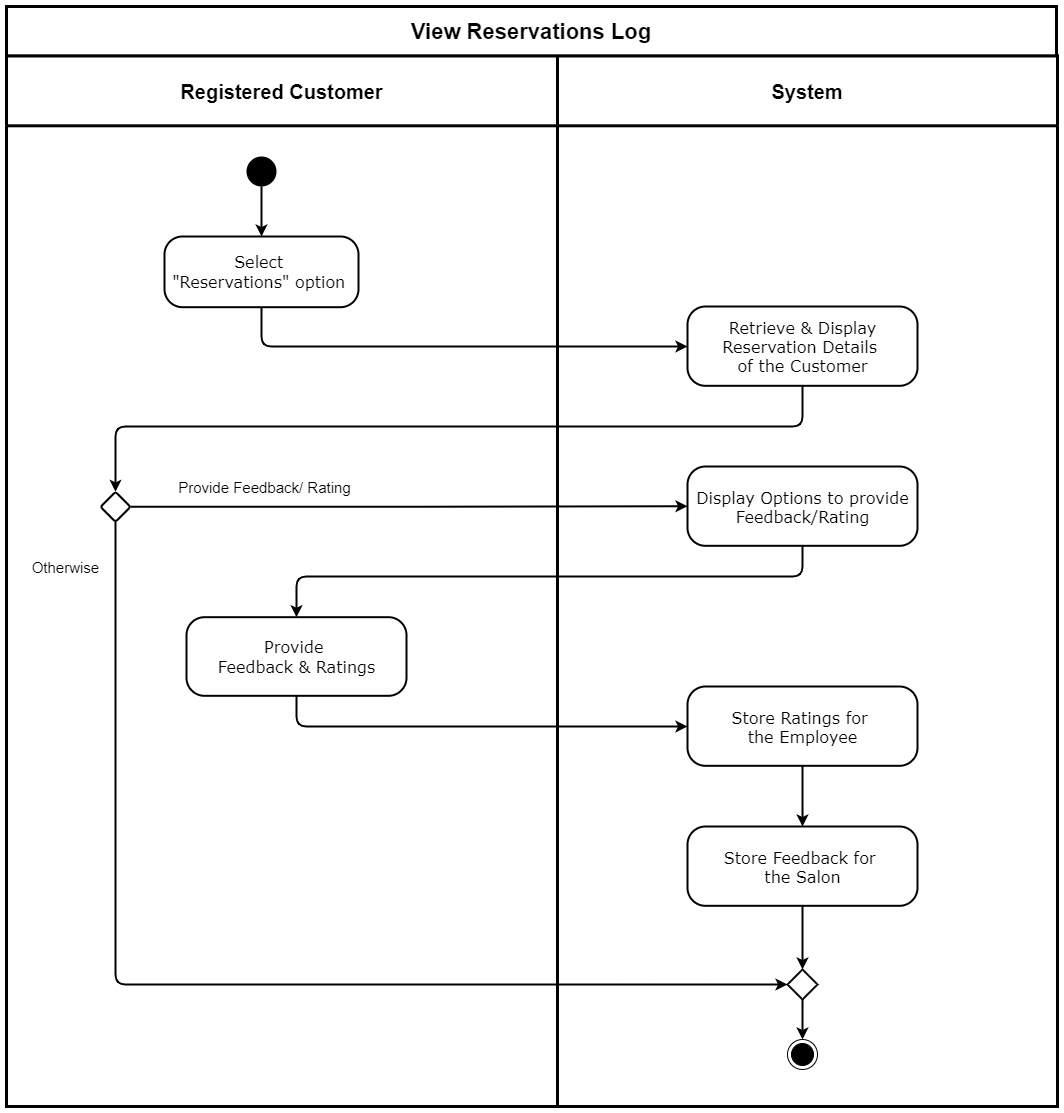 View Reservations Log
Registered Customer
System
Select
"Reservations" option
Retrieve & Display
Reservation Details
of the Customer
Provide Feedback/ Rating
Display Options to provide
Feedback/Rating
Otherwise
Provide
Feedback & Ratings
Store Ratings for
the Employee
Store Feedback for
the Salon